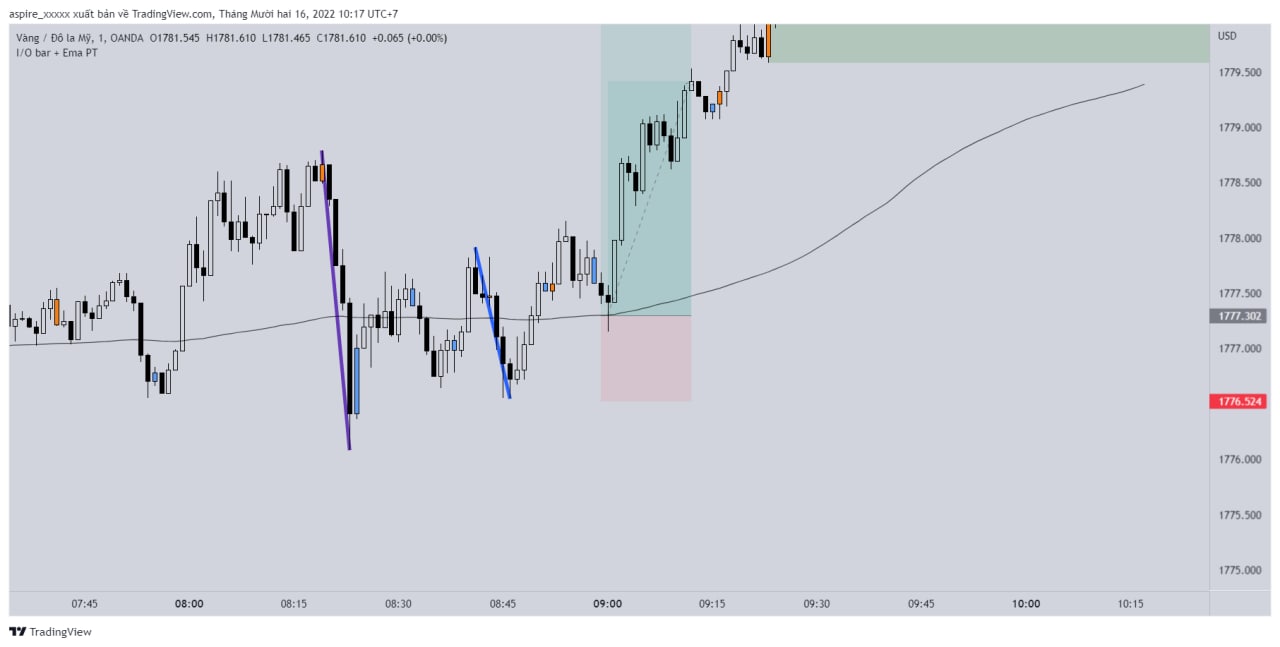 aspire_xxxxx xuất bản về TradingView.com, Tháng Mười hai 16, 2022 10:17 UTC+7
Vàng / Đô la Mỹ, 1, OANDA O1781.545 H1781.610 L1781.465 C1781.610 +0.065 (+0.00%)
I/O bar + Ema PT
USD
1779.500
1779.000
1778.500
1778.000
1777.500
1777.302
1777.000
1776.524
1776.000
1775.500
1775.000
07:45 08:00 08:15 08:30 08:45 09:00 09:15 09:30 09:45 10:00 10:15
TradingView